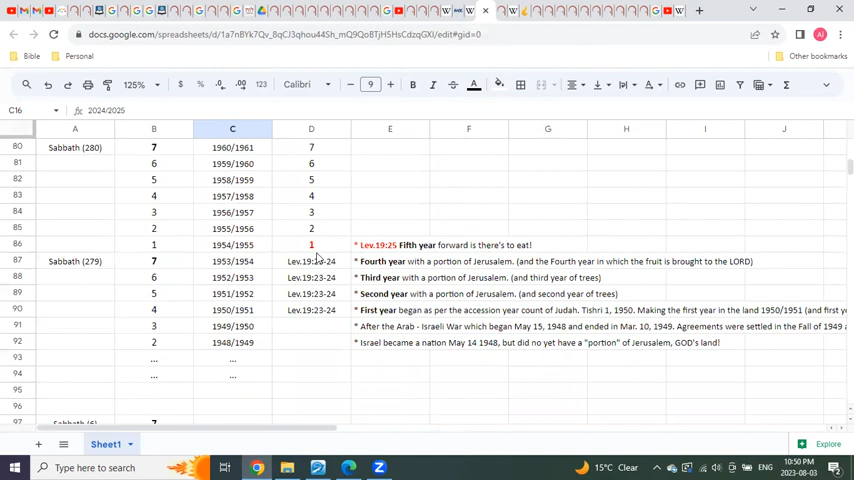 docs.google.com/spreadsheets/d/1a7nBYk7Qv_8qCJ3qhou44Sh_mQ9QoBTjH5HsCdzqGXI/edit#gid=0
Bible Personal Other bookmarks
125% $ % .0 .00 123 Calibri 9 B I A
C16 2024/2025
A B C D E F G H I J
80 Sabbath (280) 7 1960/1961 7
81 6 1959/1960 6
82 5 1958/1959 5
83 4 1957/1958 4
84 3 1956/1957 3
85 2 1955/1956 2
86 1 1954/1955 1 * Lev.19:25 Fifth year forward is there's to eat!
87 Sabbath (279) 7 1953/1954 Lev.19:23-24 * Fourth year with a portion of Jerusalem. (and the Fourth year in which the fruit is brought to the LORD)
88 6 1952/1953 Lev.19:23-24 * Third year with a portion of Jerusalem. (and third year of trees)
89 5 1951/1952 Lev.19:23-24 * Second year with a portion of Jerusalem. (and second year of trees)
90 4 1950/1951 Lev.19:23-24 * First year began as per the accession year count of Judah. Tishri 1, 1950. Making the first year in the land 1950/1951 (and first y
91 3 1949/1950 * After the Arab - Israeli War which began May 15, 1948 and ended in Mar. 10, 1949. Agreements were settled in the Fall of 1949 a
92 2 1948/1949 * Israel became a nation May 14 1948, but did no yet have a "portion" of Jerusalem, GOD's land!
93 ... ...
94 ... ...
95
96
97 Sabbath (6) 7
Sheet1 Explore
Type here to search 15°C Clear ENG 10:50 PM
2023-08-03 2